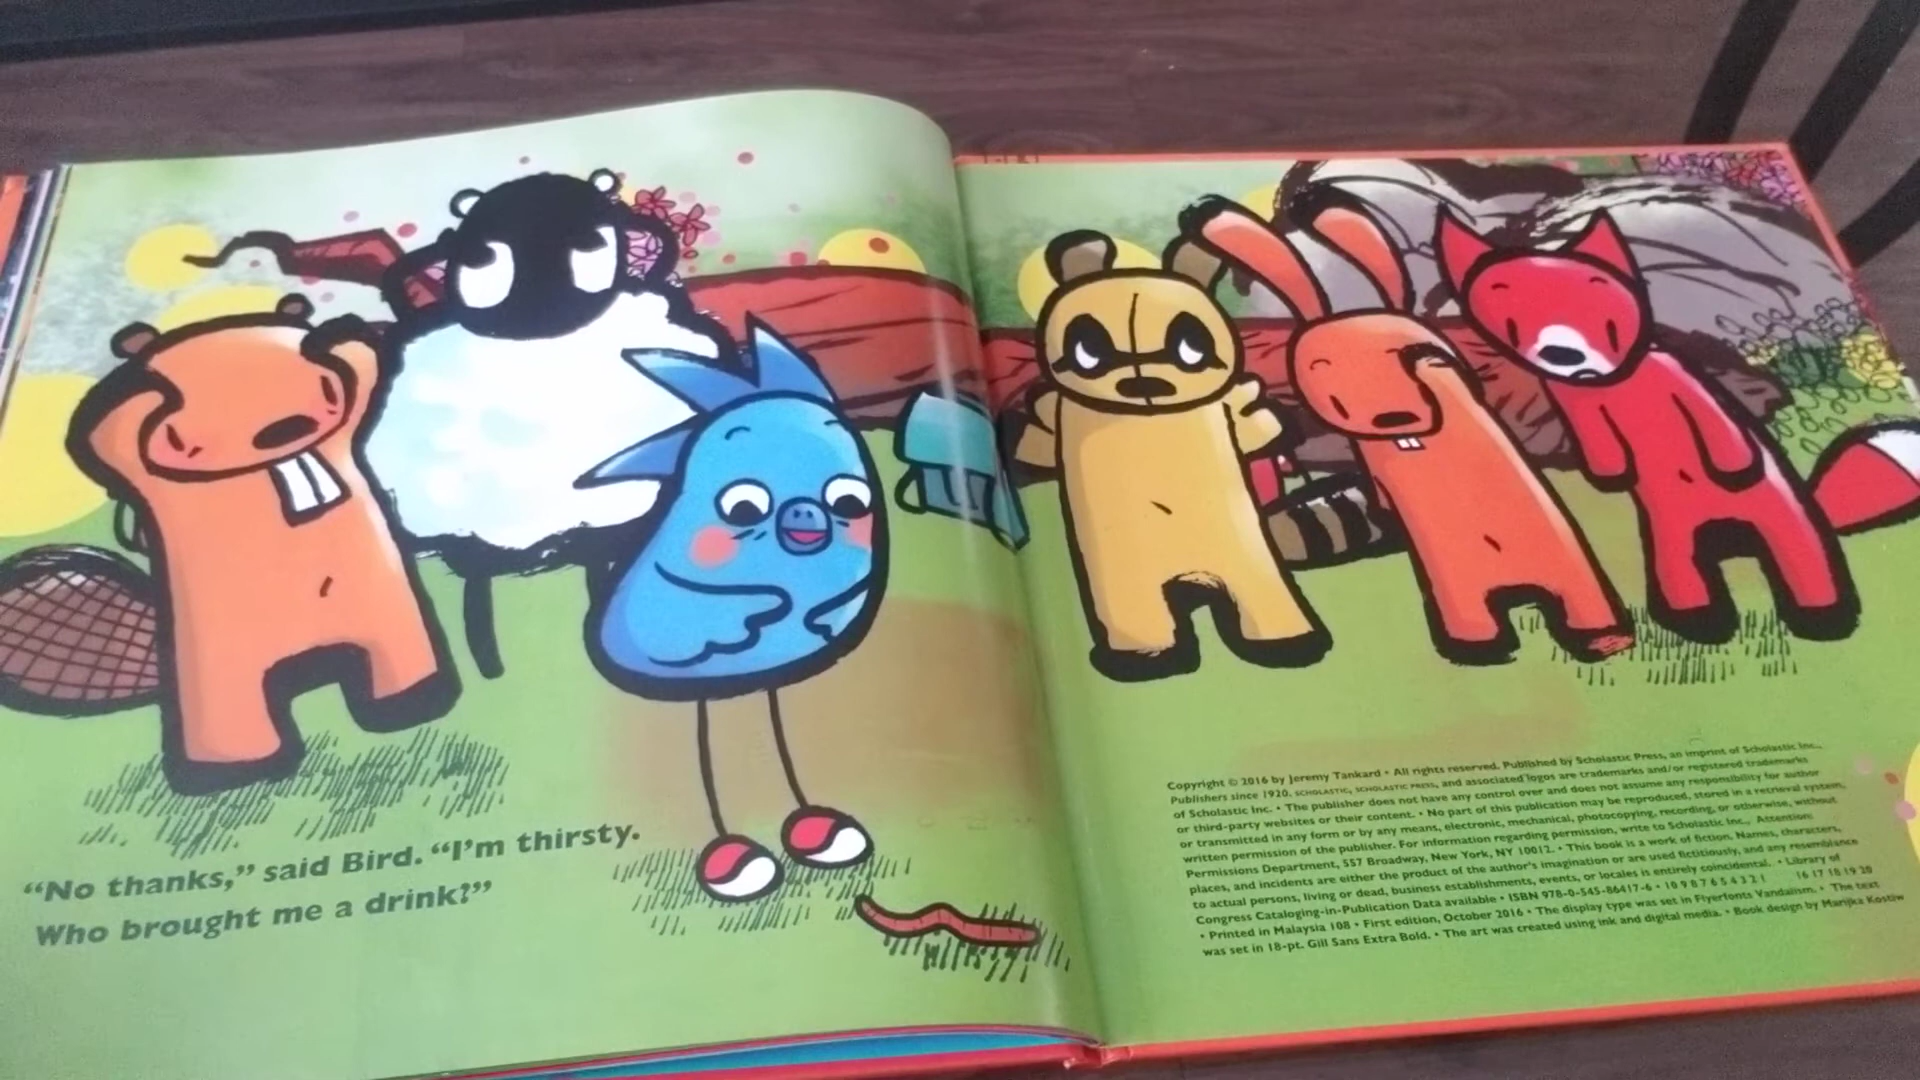 “No thanks,” said Bird. “I’m thirsty.
Who brought me a drink?”
Copyright © 2016 by Jeremy Tankard • All rights reserved. Published by Scholastic Press, an imprint of Scholastic Inc.,
Publishers since 1920. SCHOLASTIC, SCHOLASTIC PRESS, and associated logos are trademarks and/or registered trademarks
of Scholastic Inc. • The publisher does not have any control over and does not assume any responsibility for author
or third-party websites or their content. • No part of this publication may be reproduced, stored in a retrieval system,
or transmitted in any form or by any means, electronic, mechanical, photocopying, recording, or otherwise, without
written permission of the publisher. For information regarding permission, write to Scholastic Inc., Attention:
Permissions Department, 557 Broadway, New York, NY 10012. • This book is a work of fiction. Names, characters,
places, and incidents are either the product of the author’s imagination or are used fictitiously, and any resemblance
to actual persons, living or dead, business establishments, events, or locales is entirely coincidental. • Library of
Congress Cataloging-in-Publication Data available • ISBN 978-0-545-86417-6 • 10 9 8 7 6 5 4 3 2 1 16 17 18 19 20
• Printed in Malaysia 108 • First edition, October 2016 • The display type was set in Flyerfonts Vandalism. • The text
was set in 18-pt. Gill Sans Extra Bold. • The art was created using ink and digital media. • Book design by Marijka Kostiw